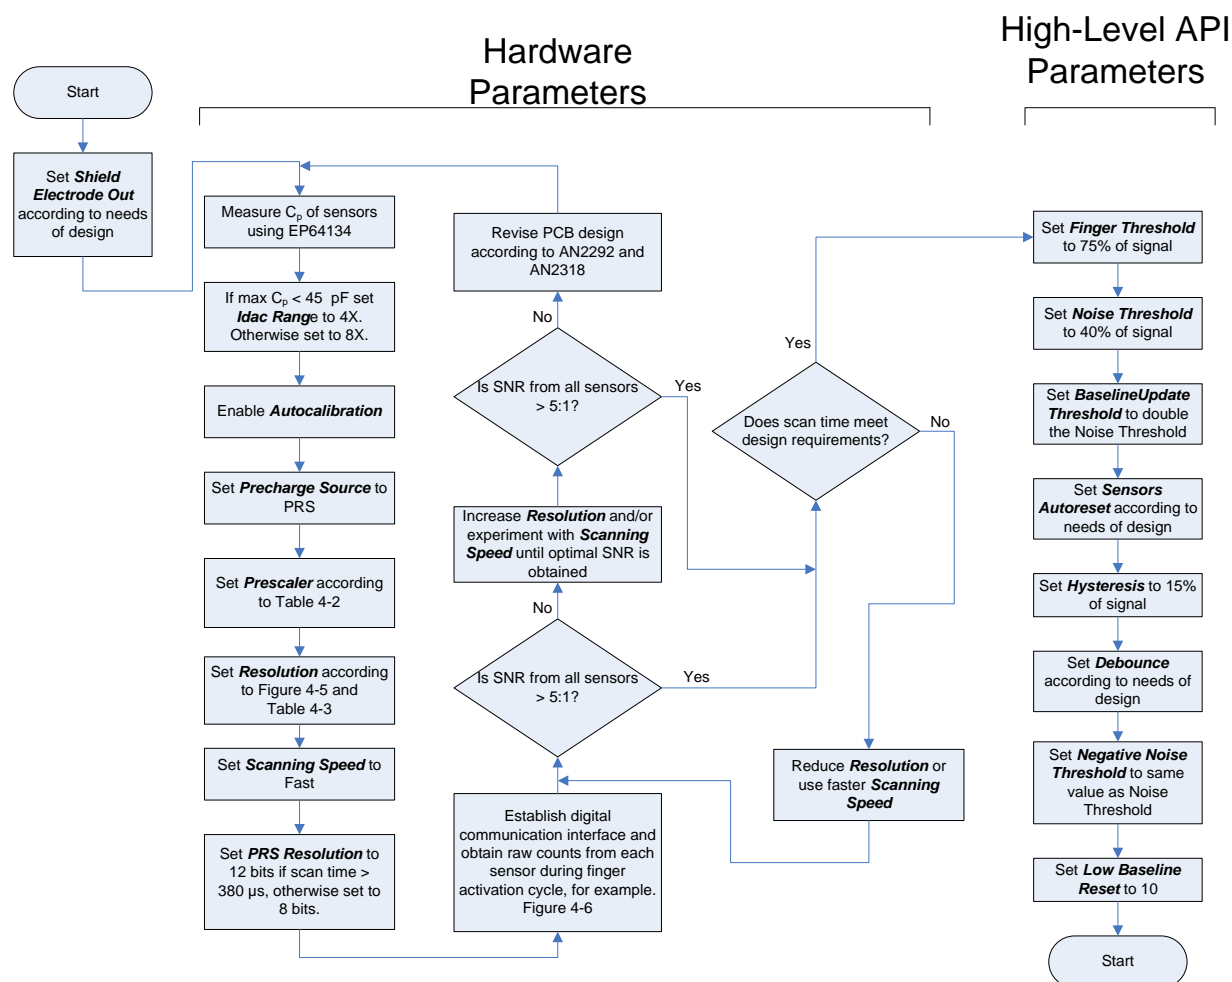 Hardware
Parameters
High-Level API
Parameters
Start
Set Shield
Electrode Out
according to needs
of design
Measure Cp of sensors
using EP64134
If max Cp < 45 pF set
Idac Range to 4X.
Otherwise set to 8X.
Enable Autocalibration
Set Precharge Source to
PRS
Set Prescaler according
to Table 4-2
Set Resolution according
to Figure 4-5 and
Table 4-3
Set Scanning Speed to
Fast
Set PRS Resolution to
12 bits if scan time >
380 µs, otherwise set to
8 bits.
Revise PCB design
according to AN2292 and
AN2318
No
Is SNR from all sensors
> 5:1?
Yes
Increase Resolution and/or
experiment with Scanning
Speed until optimal SNR is
obtained
No
Is SNR from all sensors
> 5:1?
Yes
Establish digital
communication interface and
obtain raw counts from each
sensor during finger
activation cycle, for example.
Figure 4-6
Yes
Does scan time meet
design requirements?
No
Reduce Resolution or
use faster Scanning
Speed
Set Finger Threshold
to 75% of signal
Set Noise Threshold
to 40% of signal
Set BaselineUpdate
Threshold to double
the Noise Threshold
Set Sensors
Autoreset according to
needs of design
Set Hysteresis to 15%
of signal
Set Debounce
according to needs of
design
Set Negative Noise
Threshold to same
value as Noise
Threshold
Set Low Baseline
Reset to 10
Start